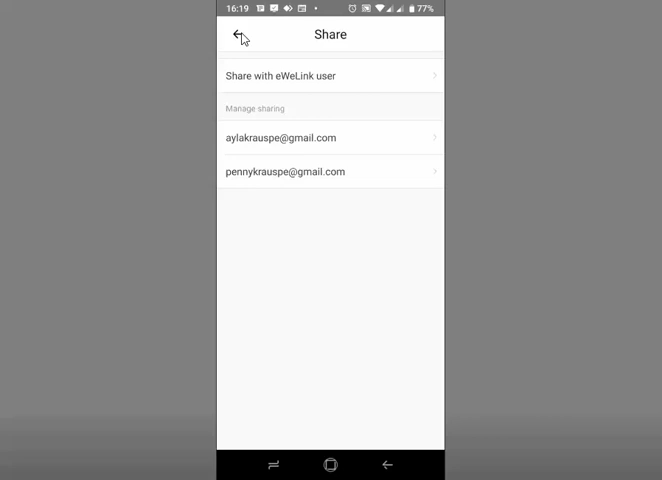 16:19 77%
Share
Share with eWeLink user
Manage sharing
aylakrauspe@gmail.com
pennykrauspe@gmail.com